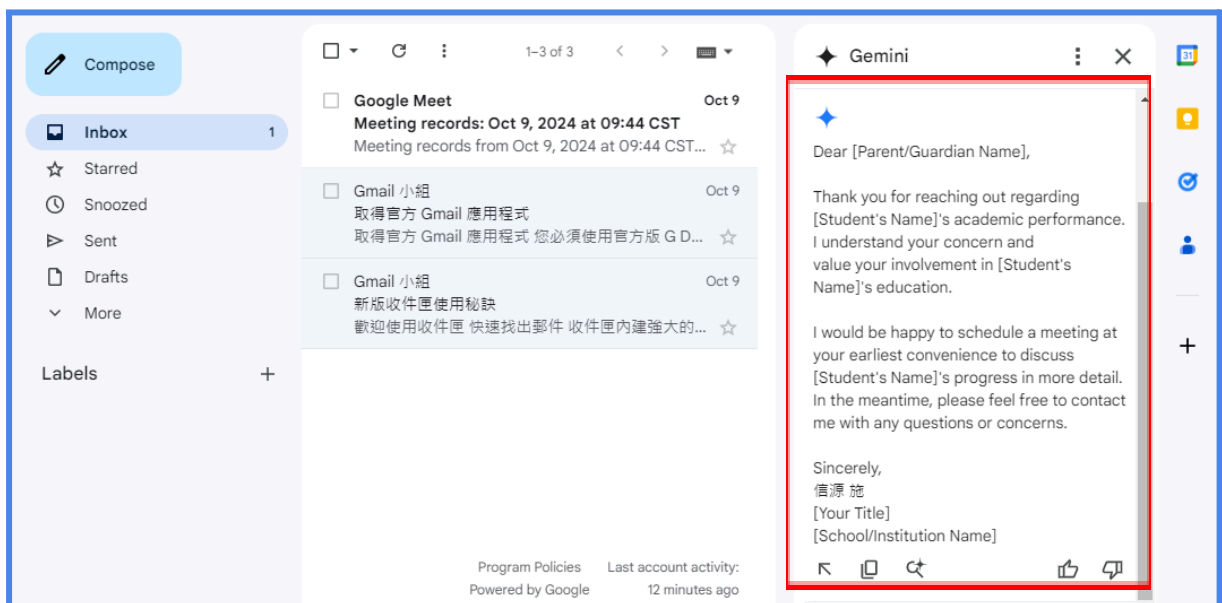 Compose
Inbox 1
Starred
Snoozed
Sent
Drafts
More
Labels
1–3 of 3
Google Meet Oct 9
Meeting records: Oct 9, 2024 at 09:44 CST
Meeting records from Oct 9, 2024 at 09:44 CST...
Gmail 小組 Oct 9
取得官方 Gmail 應用程式
取得官方 Gmail 應用程式 您必須使用官方版 G D...
Gmail 小組 Oct 9
新版收件匣使用秘訣
歡迎使用收件匣 快速找出郵件 收件匣內建強大的...
Program Policies Last account activity:
Powered by Google 12 minutes ago
Gemini
Dear [Parent/Guardian Name],
Thank you for reaching out regarding
[Student's Name]'s academic performance.
I understand your concern and
value your involvement in [Student's
Name]'s education.
I would be happy to schedule a meeting at
your earliest convenience to discuss
[Student's Name]'s progress in more detail.
In the meantime, please feel free to contact
me with any questions or concerns.
Sincerely,
信源 施
[Your Title]
[School/Institution Name]
31